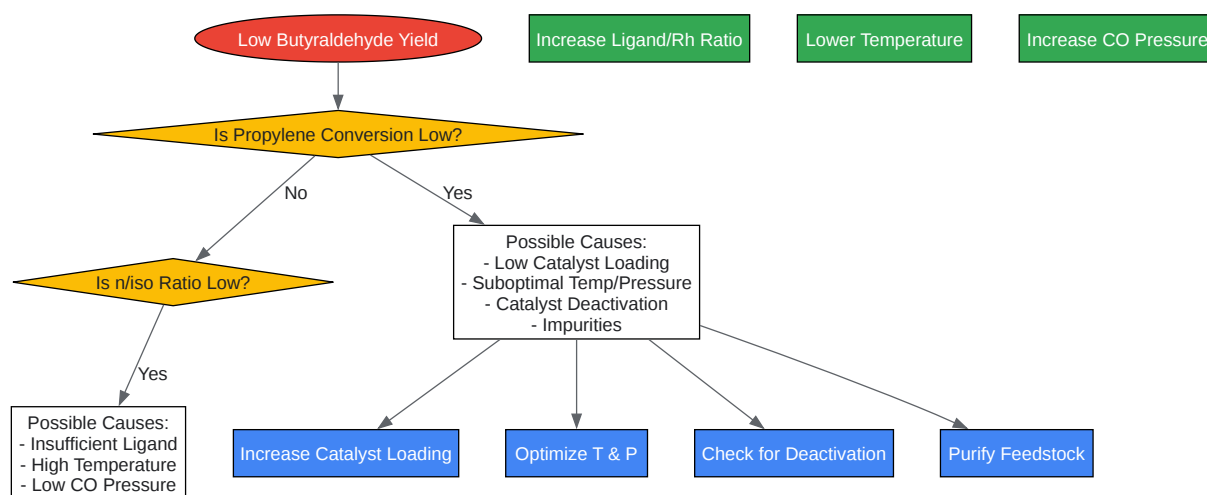 Low Butyraldehyde Yield
Increase Ligand/Rh Ratio
Lower Temperature
Increase CO Pressure
Is Propylene Conversion Low?
No
Yes
Possible Causes:
- Low Catalyst Loading
- Suboptimal Temp/Pressure
- Catalyst Deactivation
- Impurities
Is n/iso Ratio Low?
Yes
Possible Causes:
- Insufficient Ligand
- High Temperature
- Low CO Pressure
Increase Catalyst Loading
Optimize T & P
Check for Deactivation
Purify Feedstock